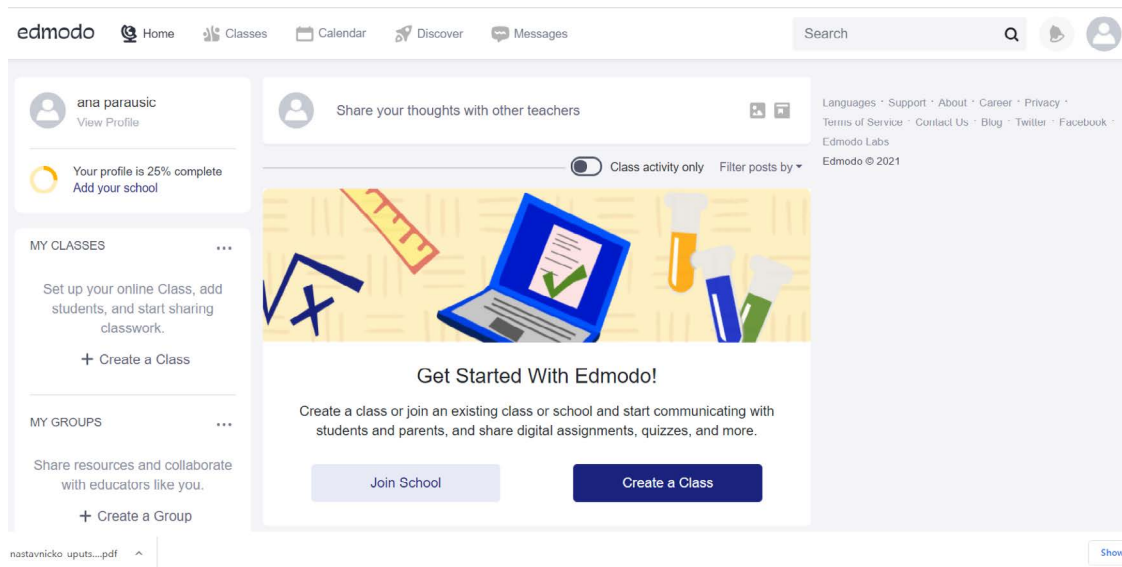 edmodo Home Classes Calendar Discover Messages Search
ana parausic
View Profile
Your profile is 25% complete
Add your school
MY CLASSES
Set up your online Class, add
students, and start sharing
classwork.
+ Create a Class
MY GROUPS
Share resources and collaborate
with educators like you.
+ Create a Group
Share your thoughts with other teachers
Class activity only Filter posts by
Get Started With Edmodo!
Create a class or join an existing class or school and start communicating with
students and parents, and share digital assignments, quizzes, and more.
Join School Create a Class
Languages · Support · About · Career · Privacy ·
Terms of Service · Contact Us · Blog · Twitter · Facebook ·
Edmodo Labs
Edmodo © 2021
nastavnicko uputs....pdf Show